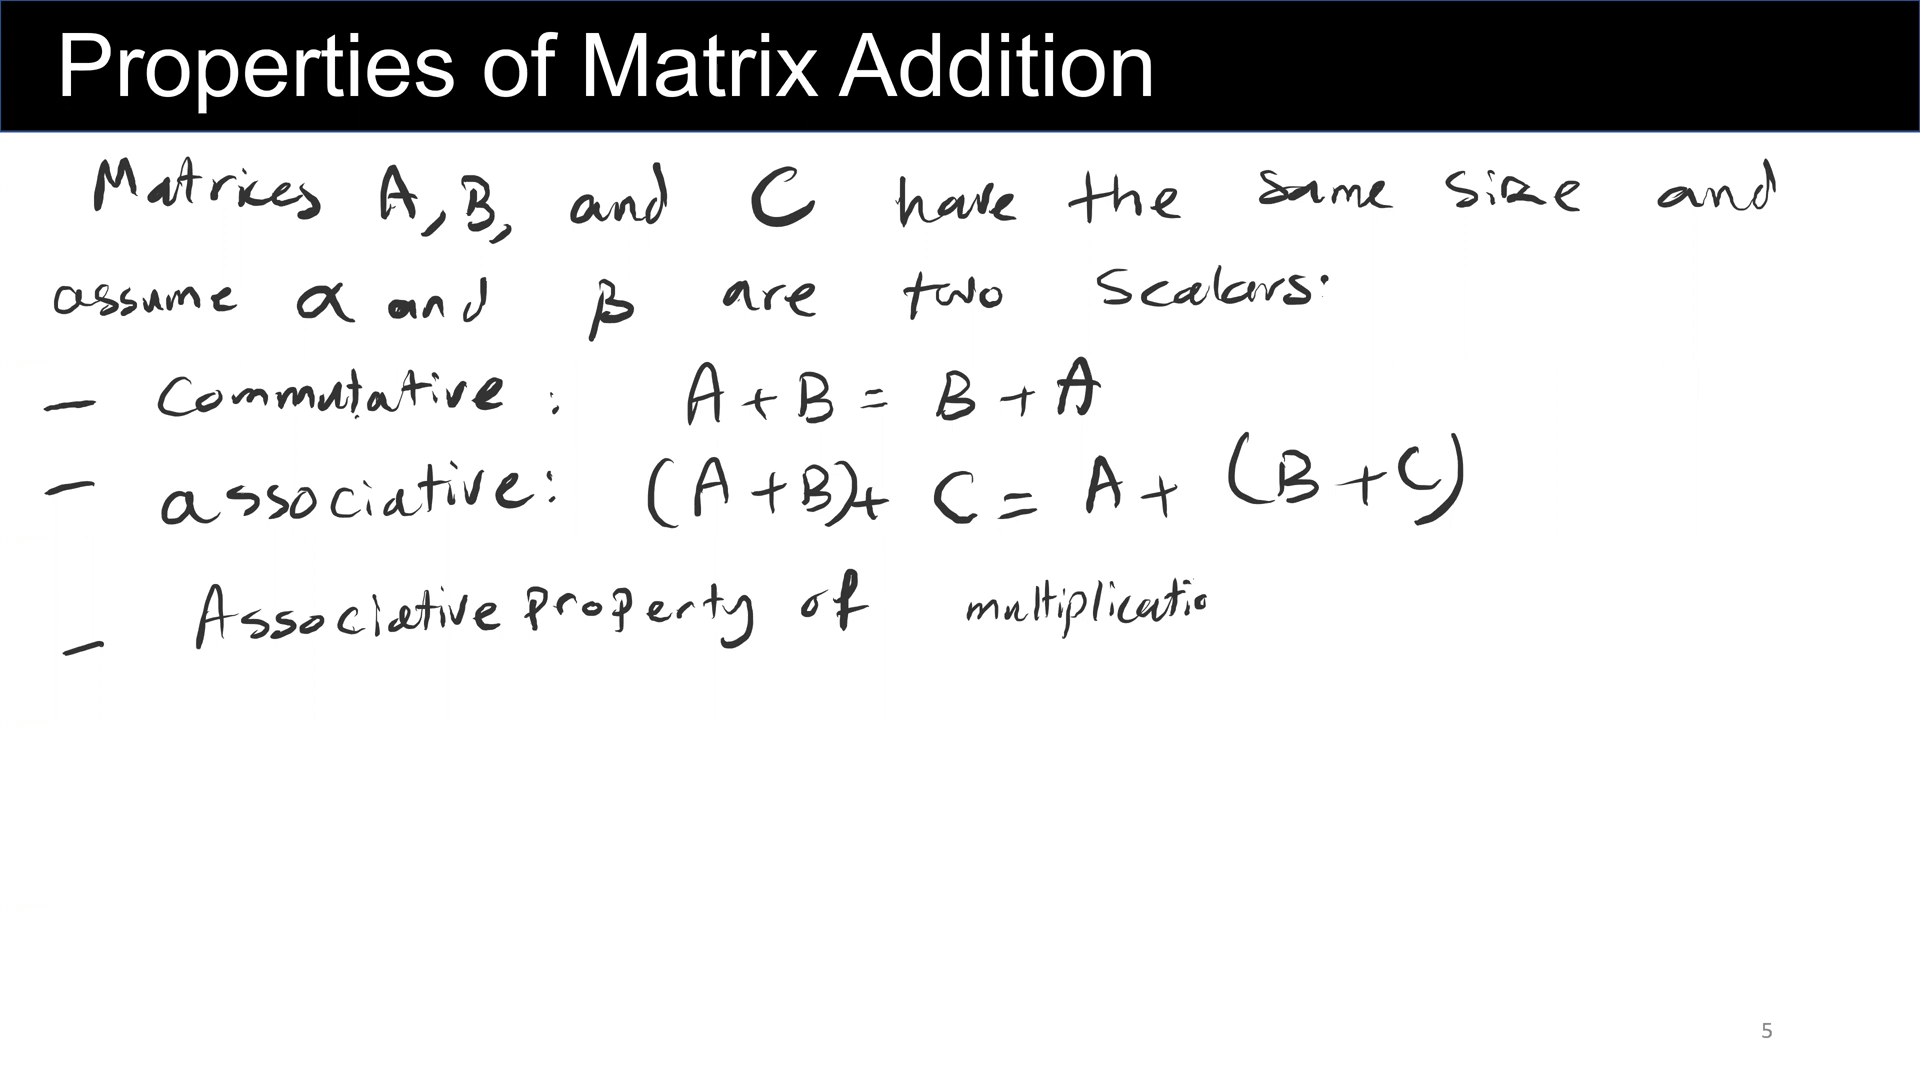 Properties of Matrix Addition
Matrices A, B, and C have the same size and
assume α and β are two scalars:
- Commutative : A + B = B + A
- associative: (A + B) + C = A + (B + C)
- Associative property of multiplicatio
5